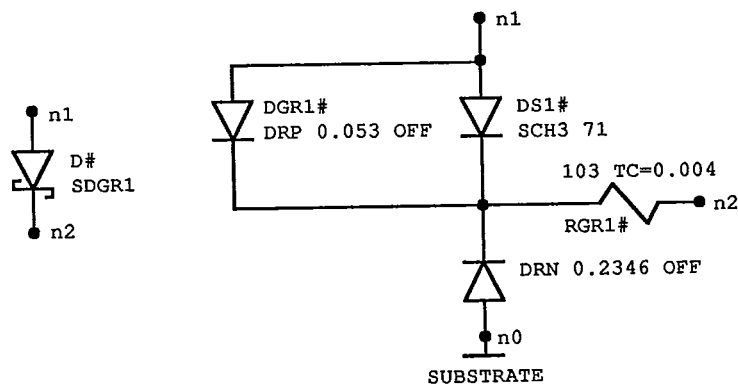 n1
DGR1#
DRP 0.053 OFF
DS1#
SCH3 71
n1
D#
SDGR1
n2
103 TC=0.004
n2
RGR1#
DRN 0.2346 OFF
n0
SUBSTRATE